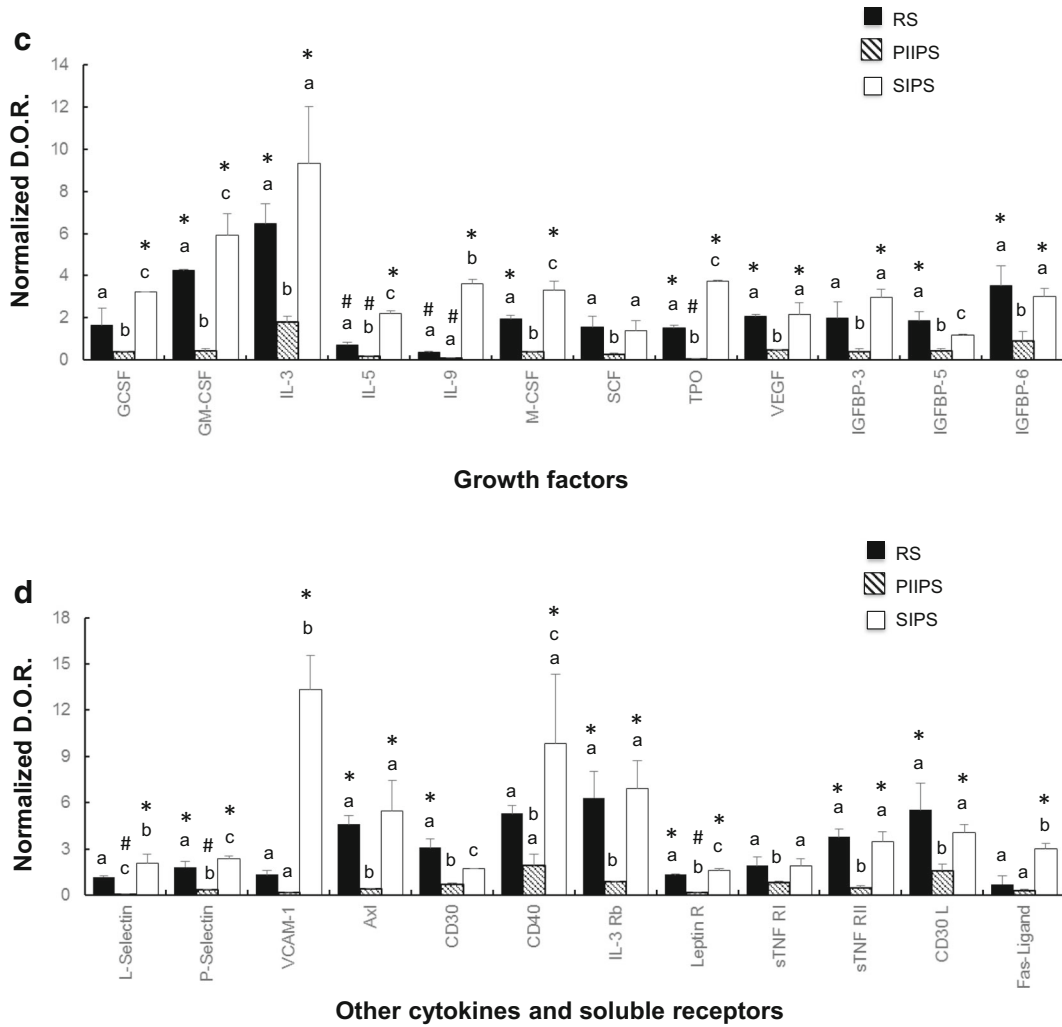 c
RS
PIIPS
SIPS
Normalized D.O.R.
14
12
10
8
6
4
2
0
* a
a b * c
* a b * c
* a b
# a # b * c
# a # a * b
* a b * c
a b a
* a # b * c
* a b * a
a b * a
* a b c
* a b * a
GCSF
GM-CSF
IL-3
IL-5
IL-9
M-CSF
SCF
TPO
VEGF
IGFBP-3
IGFBP-5
IGFBP-6
Growth factors
d
RS
PIIPS
SIPS
Normalized D.O.R.
18
15
12
9
6
3
0
a # c * b
* a # b * c
a a * b
* a b * a
* a b c
a b a * c a
* a b * a
* a # b * c
a b a
* a b * a
* a b * a
a a * b
L-Selectin
P-Selectin
VCAM-1
Axl
CD30
CD40
IL-3 Rb
Leptin R
sTNF RI
sTNF RII
CD30 L
Fas-Ligand
Other cytokines and soluble receptors